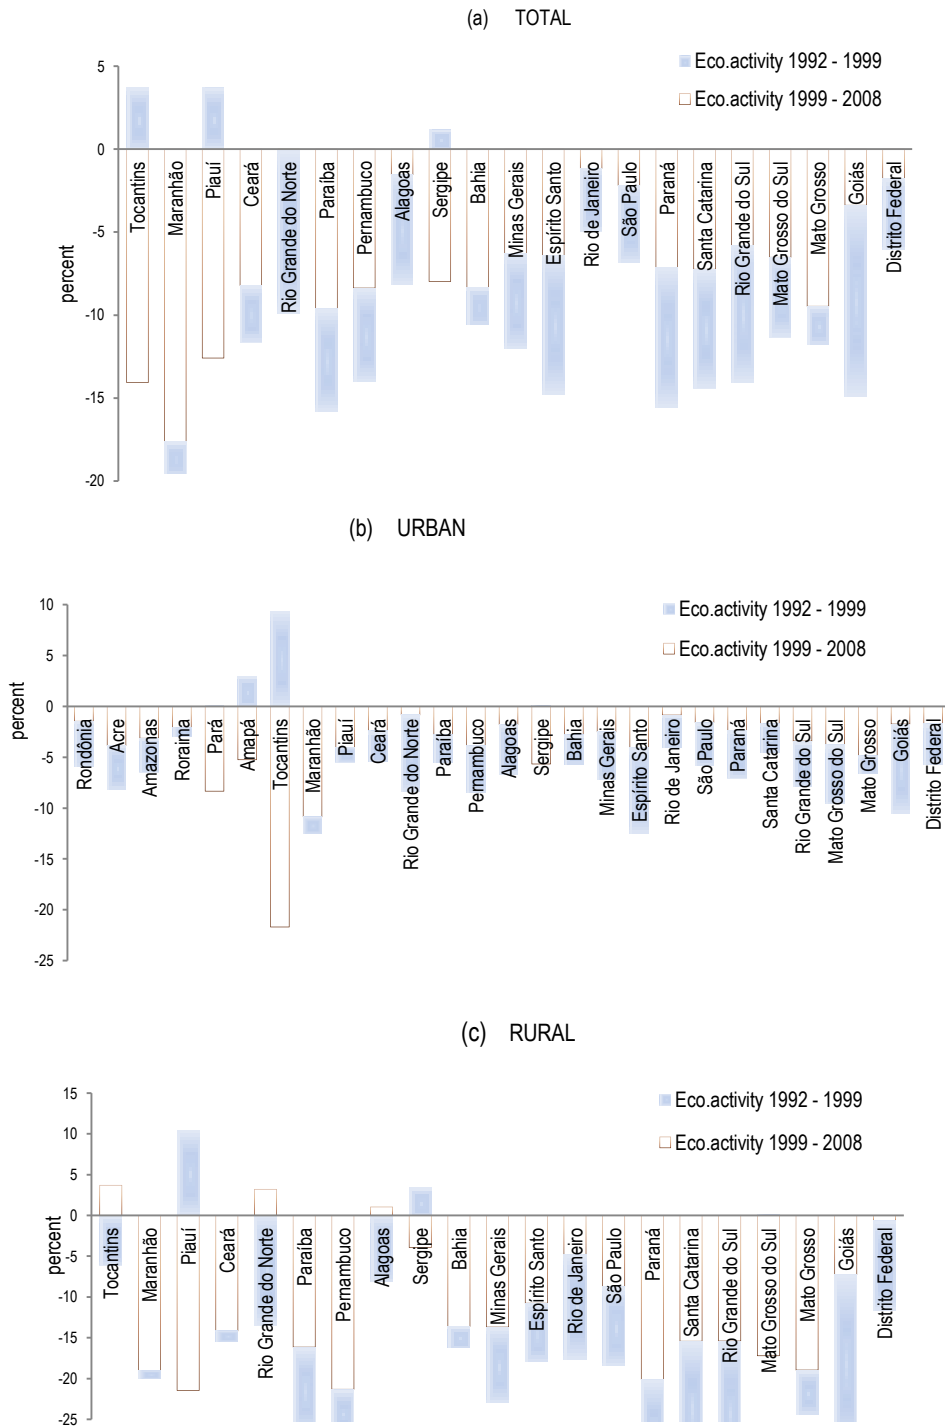 (a) TOTAL
Eco.activity 1992 - 1999
Eco.activity 1999 - 2008
percent
5
0
-5
-10
-15
-20
Tocantins
Maranhão
Piauí
Ceará
Rio Grande do Norte
Paraíba
Pernambuco
Alagoas
Sergipe
Bahia
Minas Gerais
Espírito Santo
Rio de Janeiro
São Paulo
Paraná
Santa Catarina
Rio Grande do Sul
Mato Grosso do Sul
Mato Grosso
Goiás
Distrito Federal
(b) URBAN
Eco.activity 1992 - 1999
Eco.activity 1999 - 2008
percent
10
5
0
-5
-10
-15
-20
-25
Rondônia
Acre
Amazonas
Roraima
Pará
Amapá
Tocantins
Maranhão
Piauí
Ceará
Rio Grande do Norte
Paraíba
Pernambuco
Alagoas
Sergipe
Bahia
Minas Gerais
Espírito Santo
Rio de Janeiro
São Paulo
Paraná
Santa Catarina
Rio Grande do Sul
Mato Grosso do Sul
Mato Grosso
Goiás
Distrito Federal
(c) RURAL
Eco.activity 1992 - 1999
Eco.activity 1999 - 2008
percent
15
10
5
0
-5
-10
-15
-20
-25
Tocantins
Maranhão
Piauí
Ceará
Rio Grande do Norte
Paraíba
Pernambuco
Alagoas
Sergipe
Bahia
Minas Gerais
Espírito Santo
Rio de Janeiro
São Paulo
Paraná
Santa Catarina
Rio Grande do Sul
Mato Grosso do Sul
Mato Grosso
Goiás
Distrito Federal